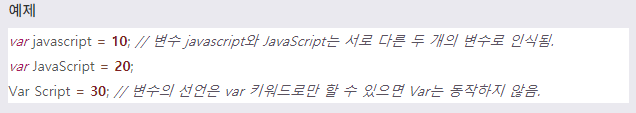 예제
var javascript = 10; // 변수 javascript와 JavaScript는 서로 다른 두 개의 변수로 인식됨.
var JavaScript = 20;
Var Script = 30; // 변수의 선언은 var 키워드로만 할 수 있으면 Var는 동작하지 않음.